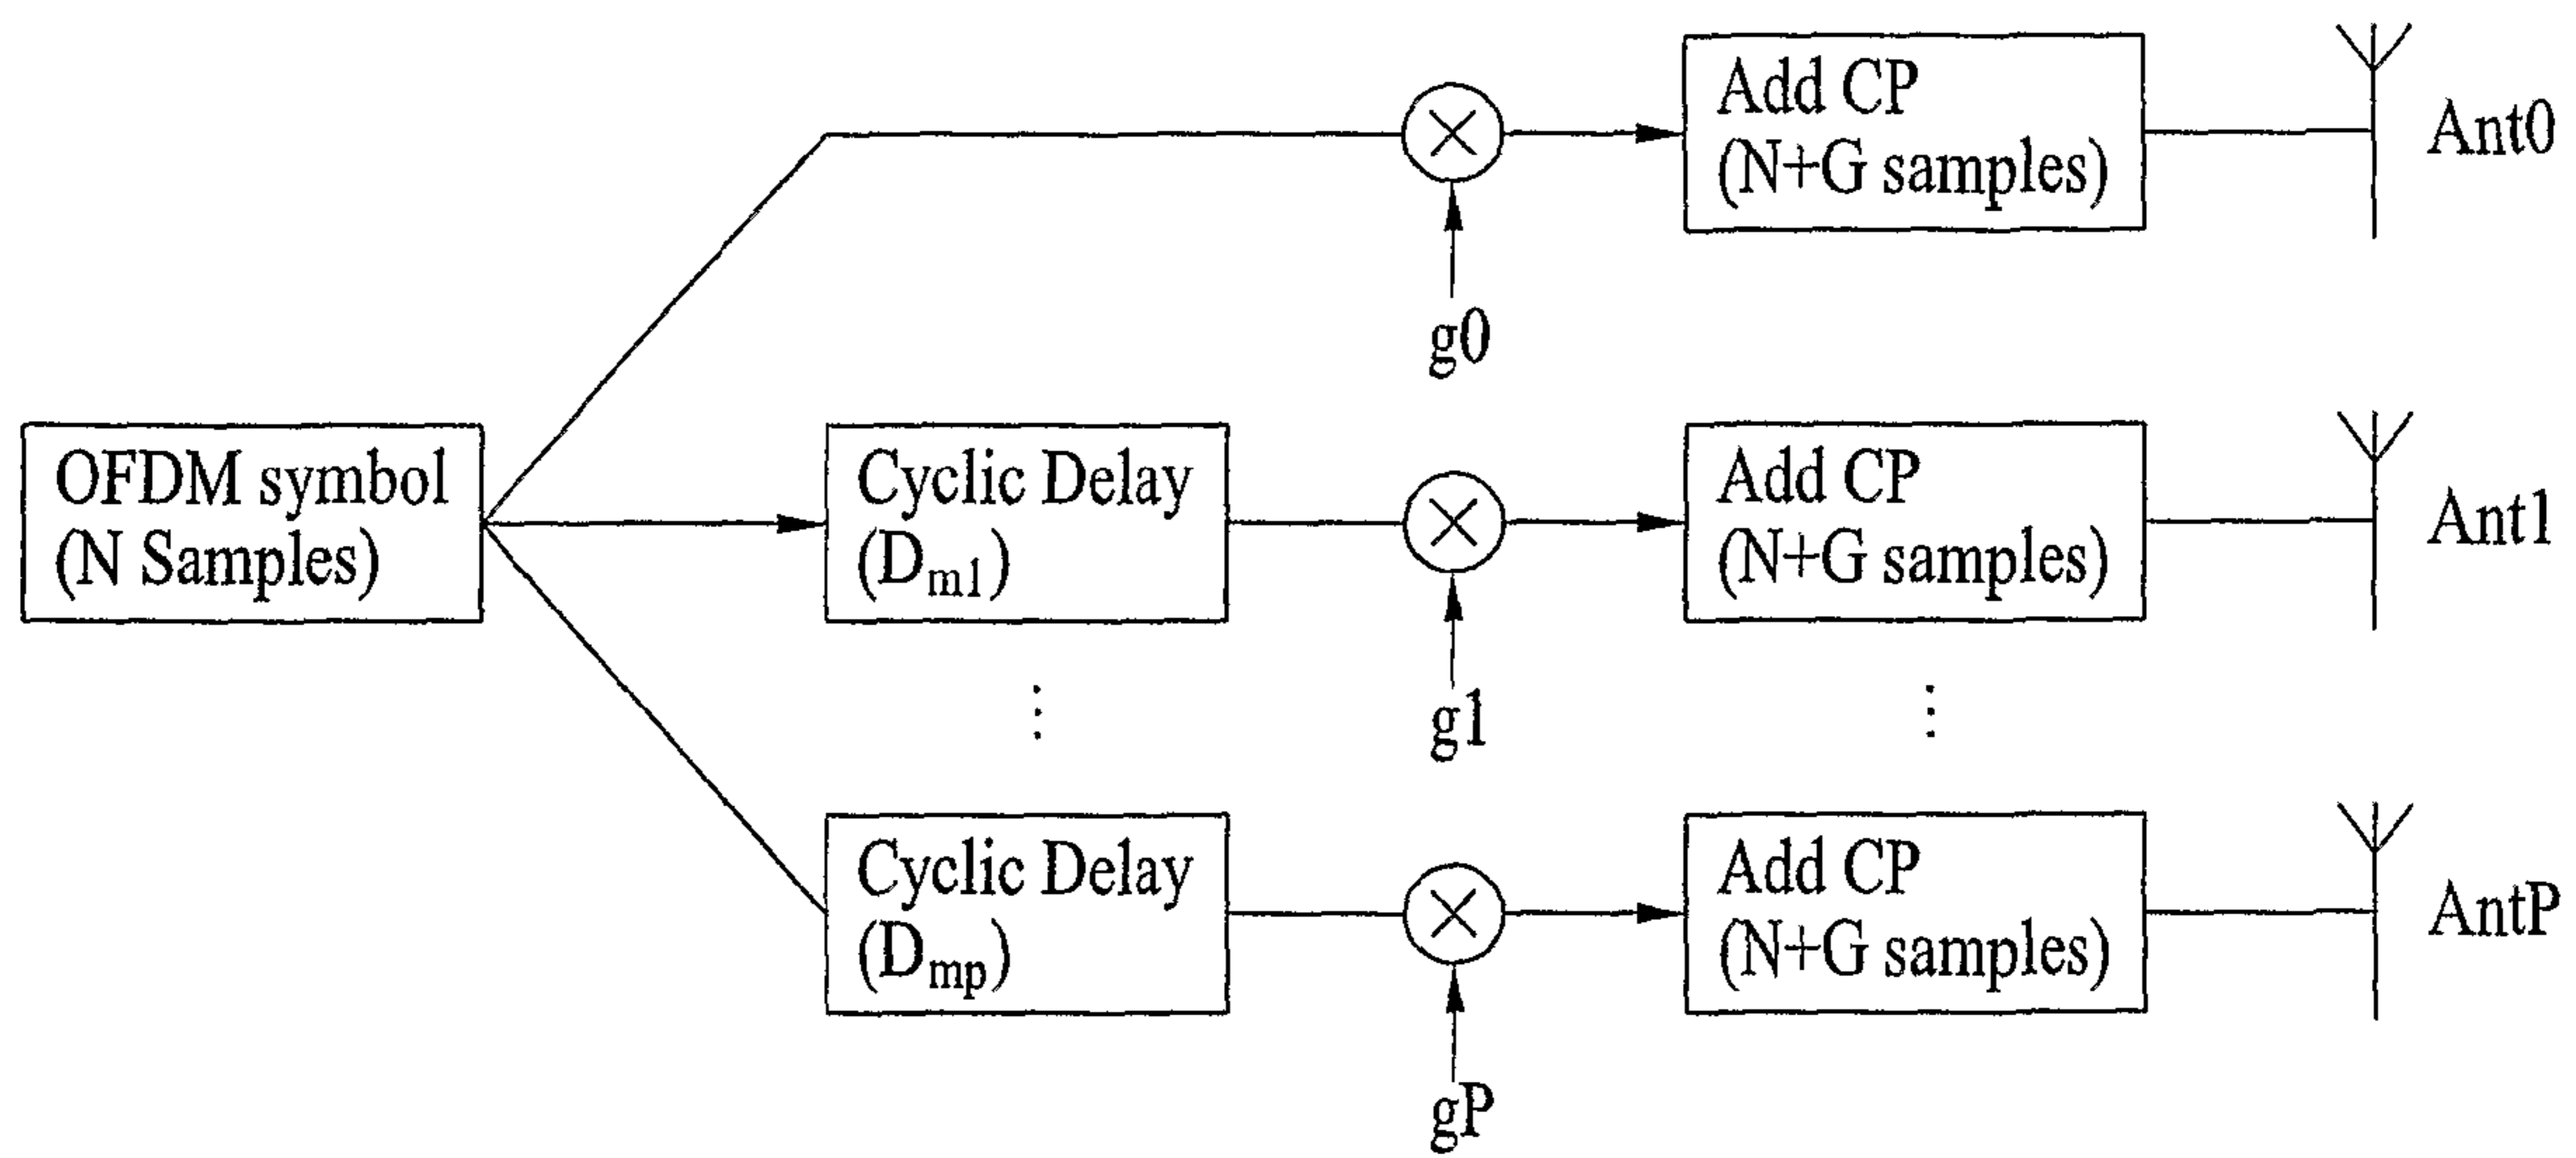 Add CP
(N+G samples)
Ant0
g0
OFDM symbol
(N Samples)
Cyclic Delay
(Dm1)
Add CP
(N+G samples)
Ant1
g1
Cyclic Delay
(Dmp)
Add CP
(N+G samples)
AntP
gP